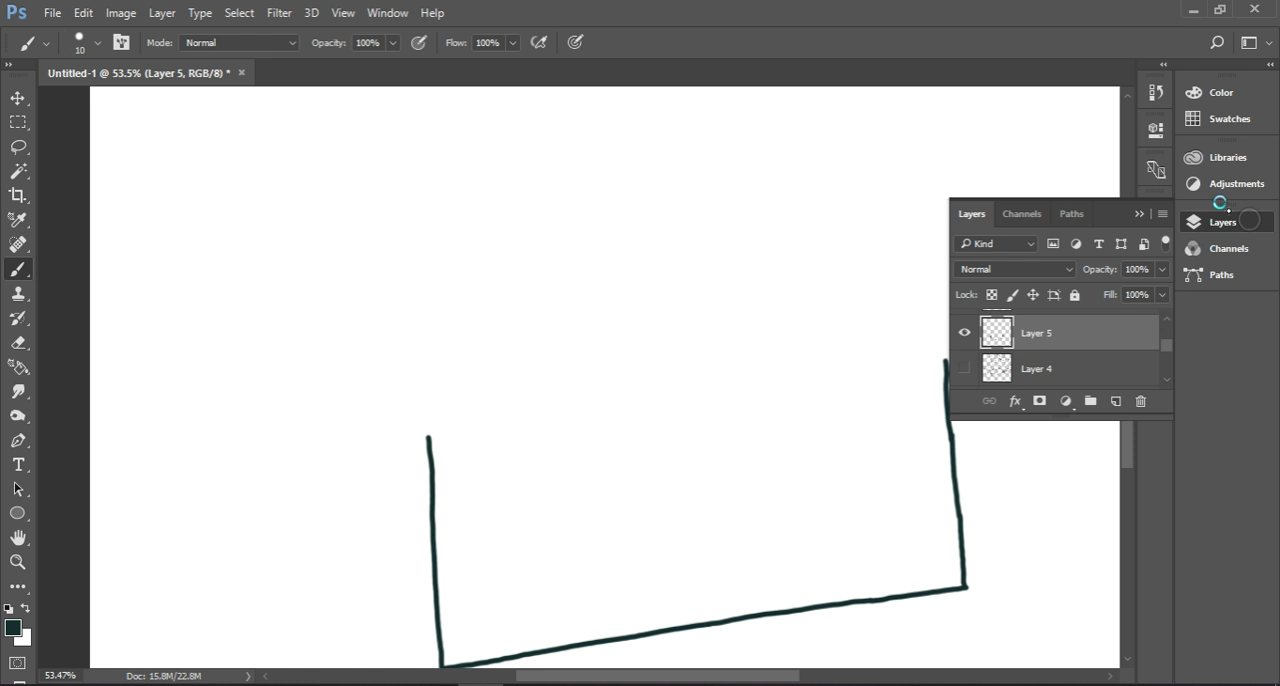 Ps File Edit Image Layer Type Select Filter 3D View Window Help
10 Mode: Normal Opacity: 100% Flow: 100%
Untitled-1 @ 53.5% (Layer 5, RGB/8) *
Color
Swatches
Libraries
Adjustments
Layers
Channels
Paths
Layers Channels Paths
Kind
Normal Opacity: 100%
Lock: Fill: 100%
Layer 5
Layer 4
fx
53.47% Doc: 15.8M/22.8M